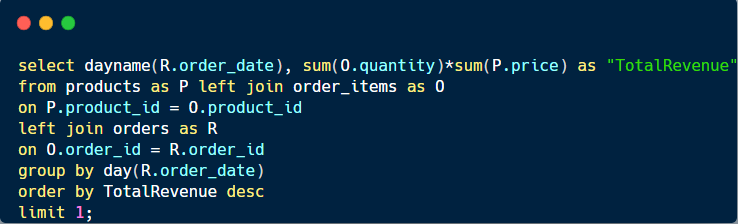 select dayname(R.order_date), sum(O.quantity)*sum(P.price) as "TotalRevenue"
from products as P left join order_items as O
on P.product_id = O.product_id
left join orders as R
on O.order_id = R.order_id
group by day(R.order_date)
order by TotalRevenue desc
limit 1;